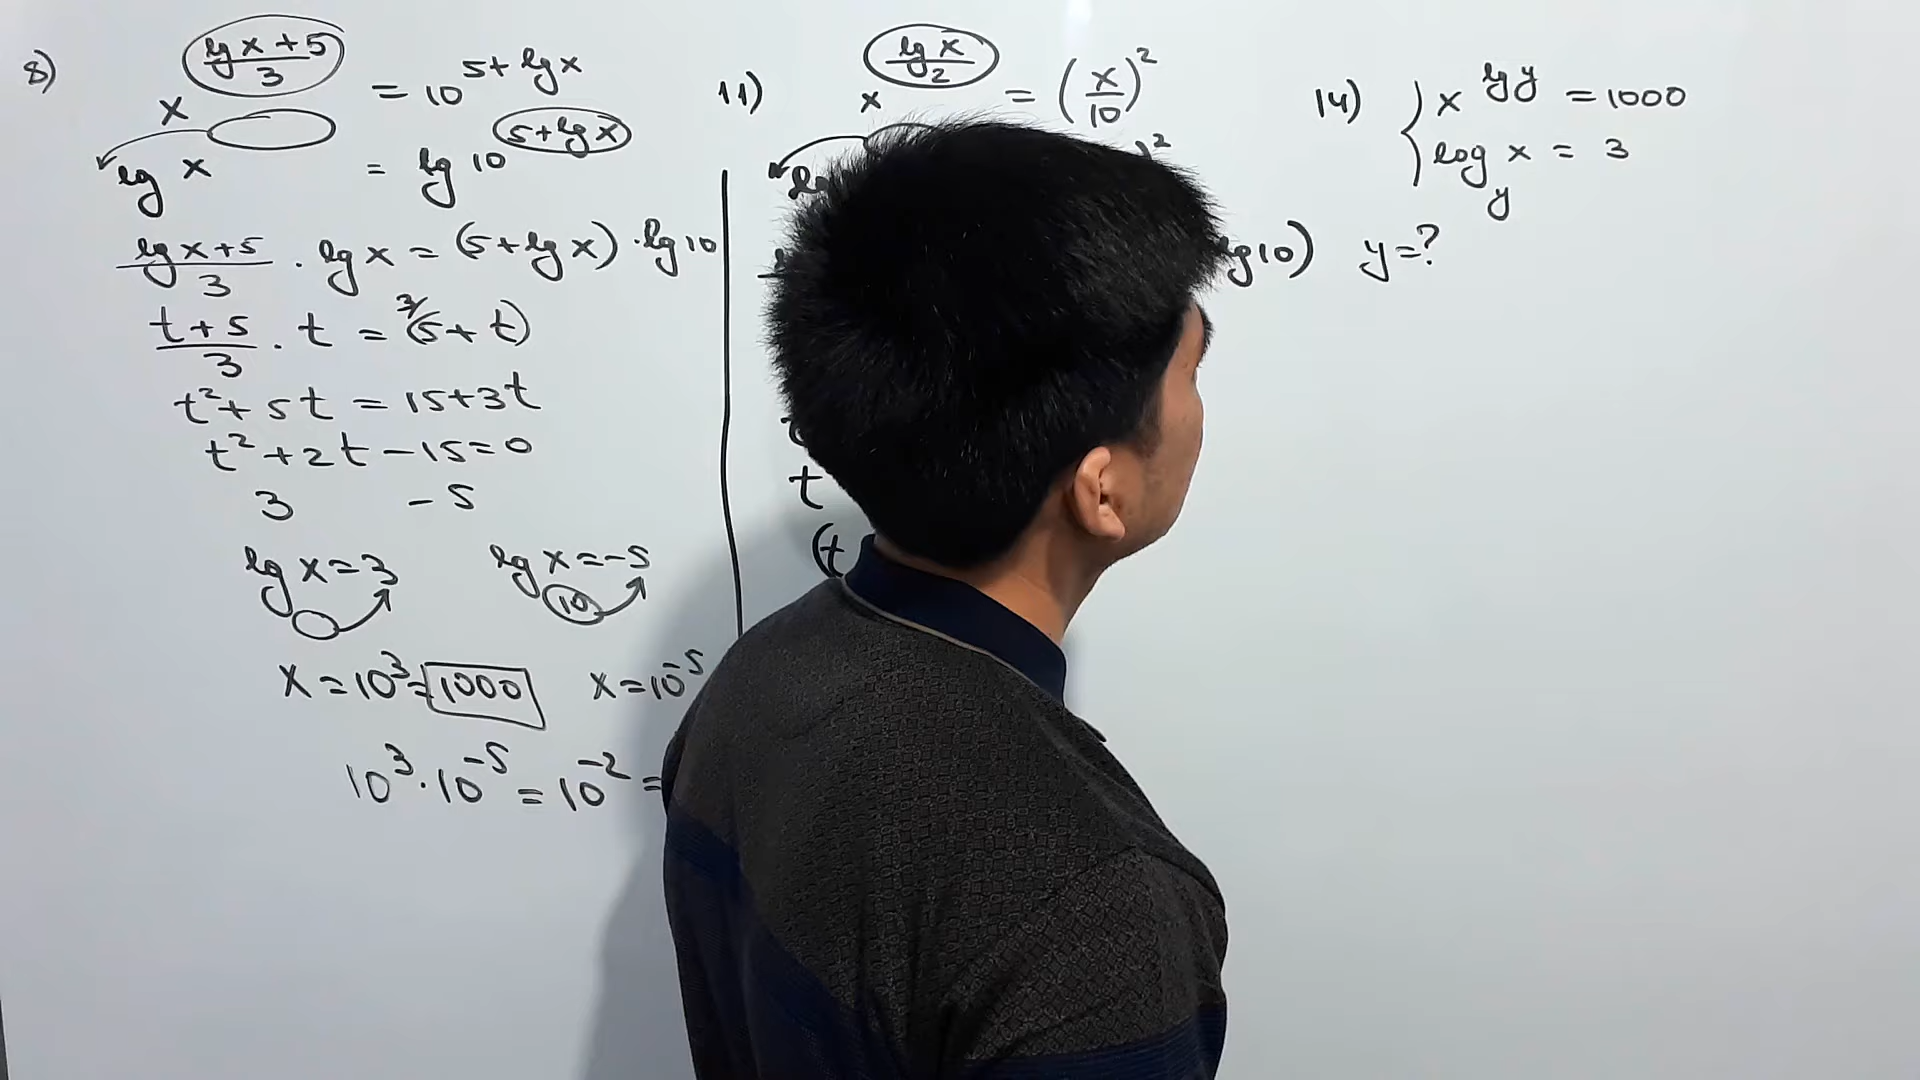 8) x^((lg x + 5)/3) = 10^(5 + lg x)
lg x = lg 10^(5 + lg x)
(lg x + 5)/3 · lg x = (5 + lg x) · lg 10
(t + 5)/3 · t = 3/(5 + t)
t² + 5t = 15 + 3t
t² + 2t - 15 = 0
3 -5
lg x = 3 lg x = -5
10
x = 10³ = 1000 x = 10^-5
10³ · 10^-5 = 10^-2 =
11) x^(lg x / 2) = (x/10)²
)²
lg 10)
t
(t
14) { x^(lg y) = 1000
log_y x = 3
y = ?